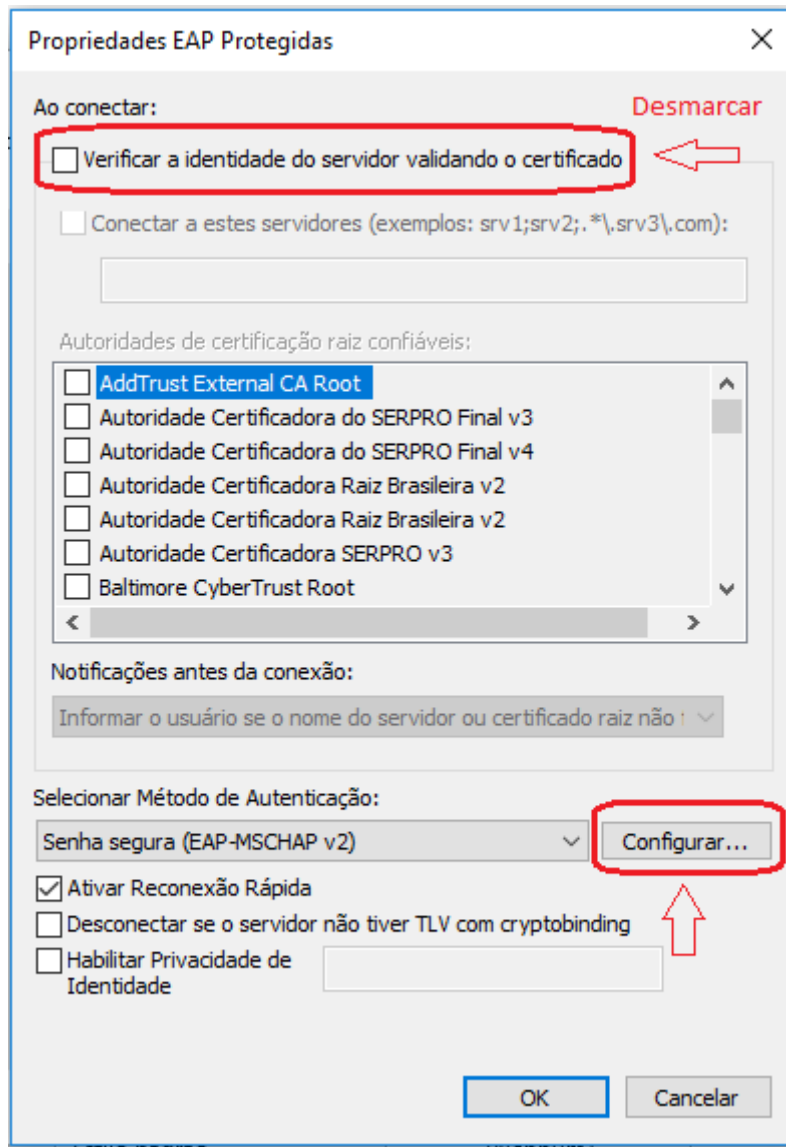 Propriedades EAP Protegidas
Ao conectar:
Desmarcar
Verificar a identidade do servidor validando o certificado
Conectar a estes servidores (exemplos: srv1;srv2;.*\.srv3\.com):
Autoridades de certificação raiz confiáveis:
AddTrust External CA Root
Autoridade Certificadora do SERPRO Final v3
Autoridade Certificadora do SERPRO Final v4
Autoridade Certificadora Raiz Brasileira v2
Autoridade Certificadora Raiz Brasileira v2
Autoridade Certificadora SERPRO v3
Baltimore CyberTrust Root
Notificações antes da conexão:
Informar o usuário se o nome do servidor ou certificado raiz não
Selecionar Método de Autenticação:
Senha segura (EAP-MSCHAP v2)
Configurar...
Ativar Reconexão Rápida
Desconectar se o servidor não tiver TLV com cryptobinding
Habilitar Privacidade de
Identidade
OK
Cancelar